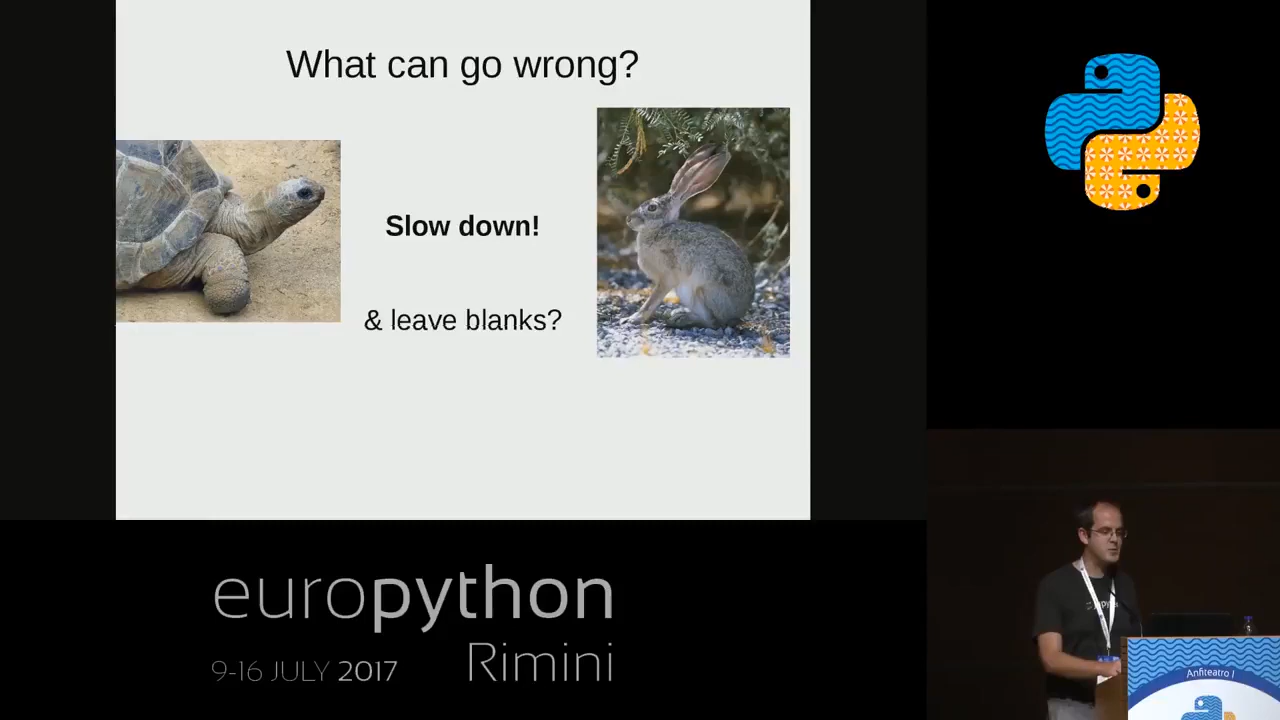 What can go wrong?
Slow down!
& leave blanks?
europython
9-16 JULY 2017 Rimini
Anfiteatro I